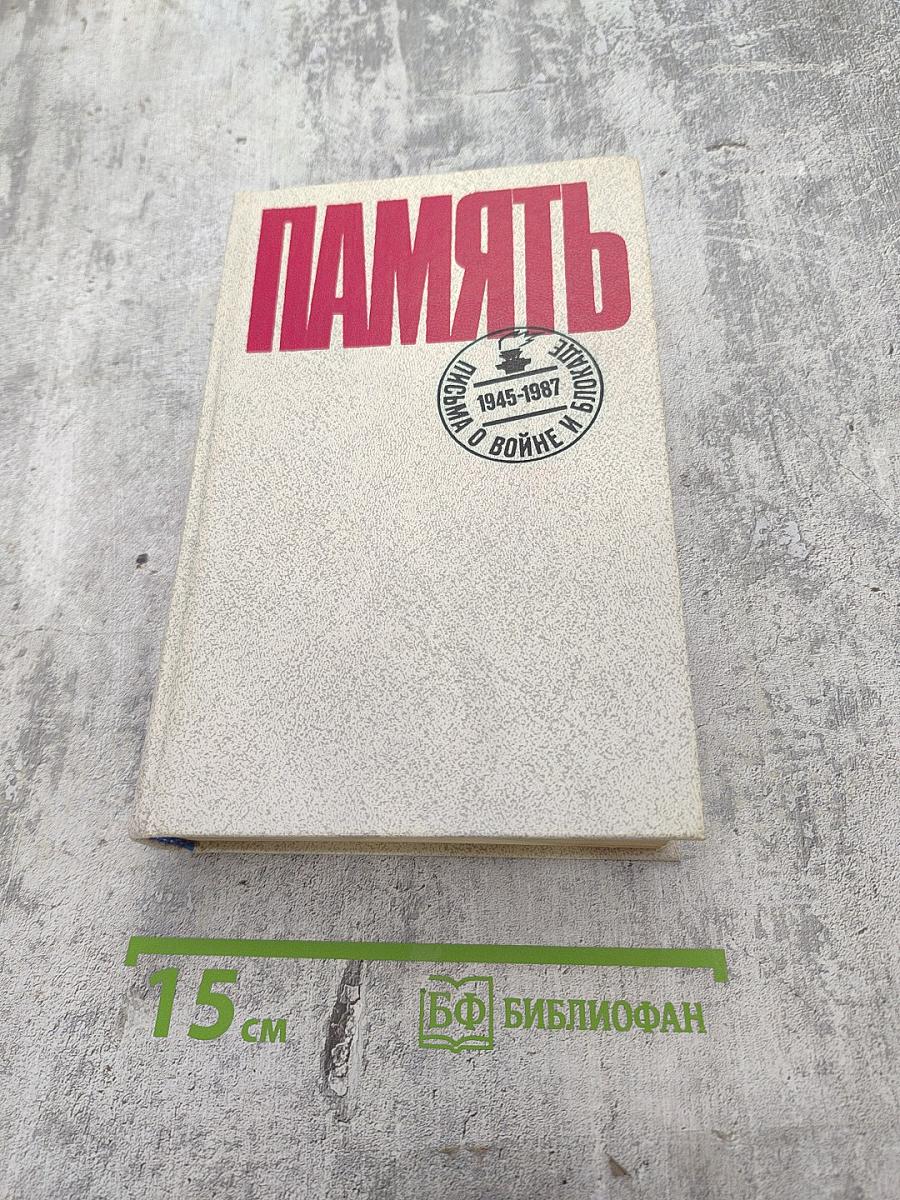 ПАМЯТЬ
ПИСЬМА О ВОЙНЕ И БЛОКАДЕ
1945-1987
15 см
БФ БИБЛИОФАН